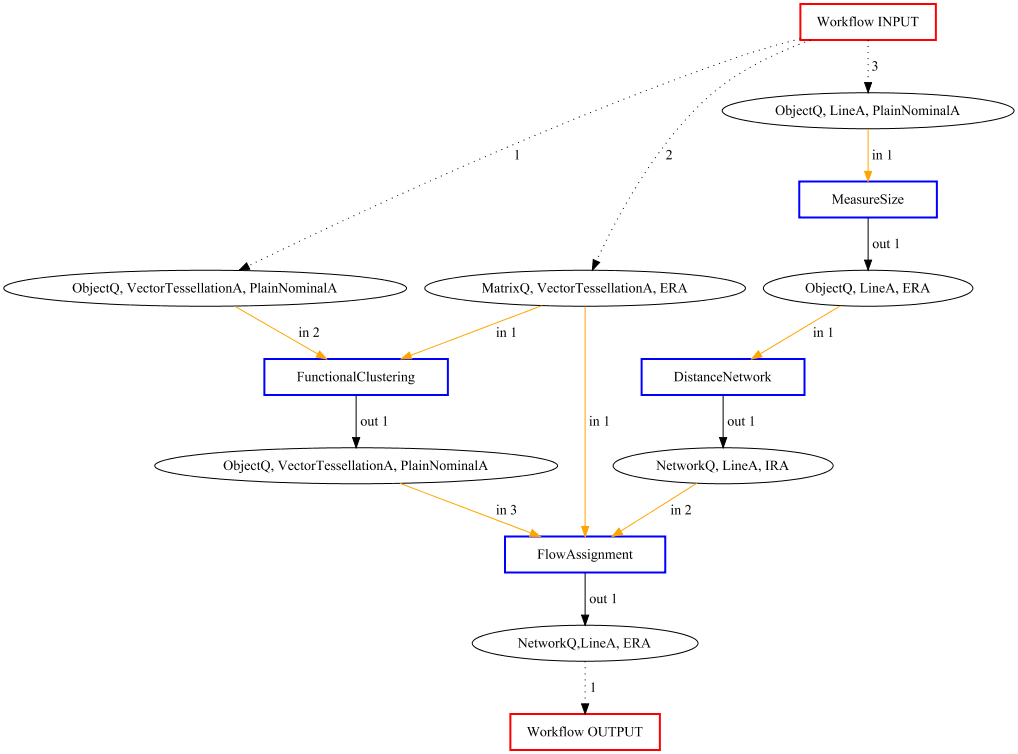 Workflow INPUT
3
ObjectQ, LineA, PlainNominalA
1
2
in 1
MeasureSize
out 1
ObjectQ, VectorTessellationA, PlainNominalA
MatrixQ, VectorTessellationA, ERA
ObjectQ, LineA, ERA
in 2
in 1
in 1
FunctionalClustering
DistanceNetwork
out 1
in 1
out 1
ObjectQ, VectorTessellationA, PlainNominalA
NetworkQ, LineA, IRA
in 3
in 2
FlowAssignment
out 1
NetworkQ,LineA, ERA
1
Workflow OUTPUT